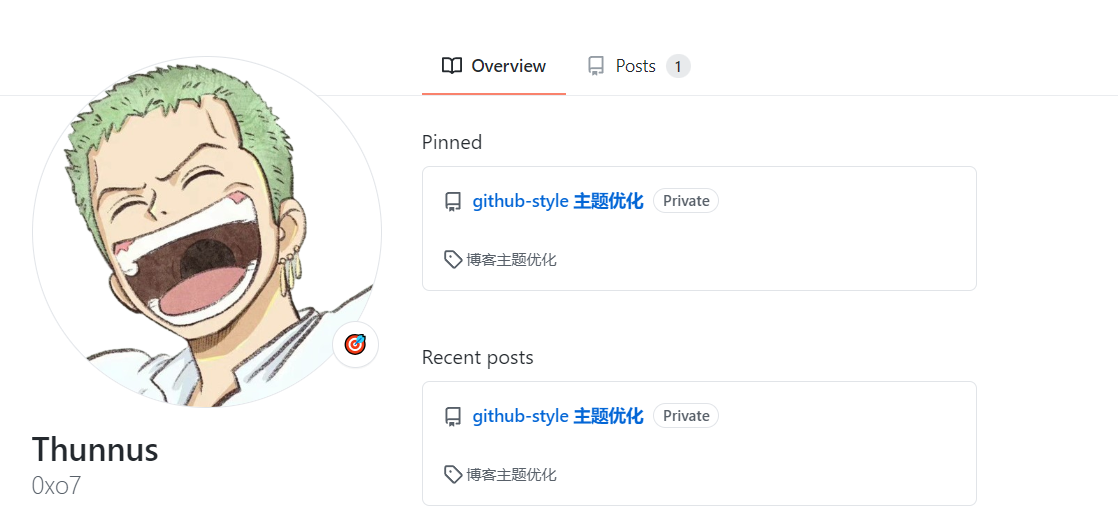 Overview
Posts 1
Pinned
github-style 主题优化 Private
博客主题优化
Recent posts
github-style 主题优化 Private
博客主题优化
Thunnus
0xo7